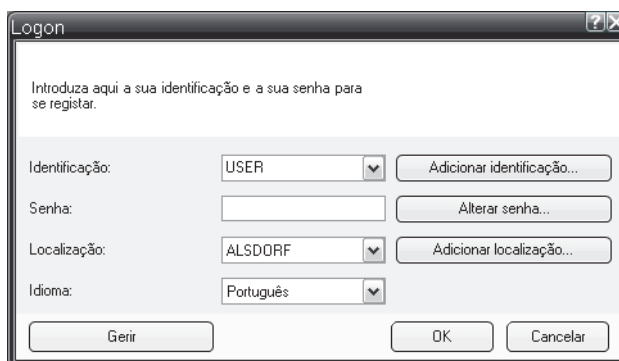 Logon
Introduza aqui a sua identificação e a sua senha para
se registar.
Identificação: USER Adicionar identificação...
Senha: Alterar senha...
Localização: ALSDORF Adicionar localização...
Idioma: Português
Gerir OK Cancelar